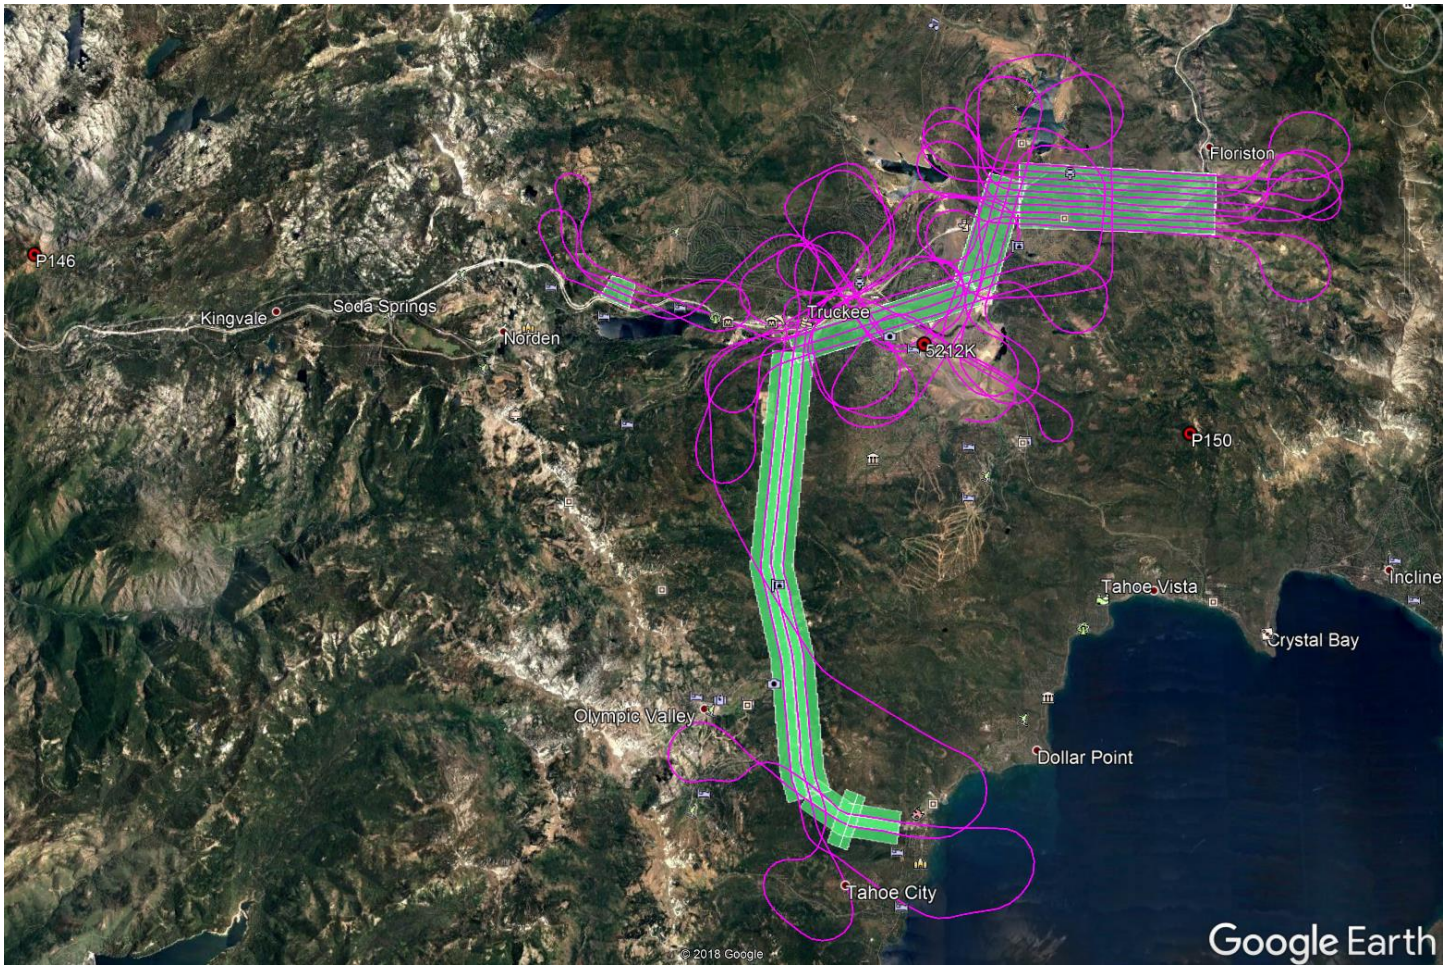 Floriston
P146
Soda Springs
Kingvale
Truckee
Norden
5212K
P150
Incline
Tahoe Vista
Crystal Bay
Olympic Valley
Dollar Point
Tahoe City
© 2018 Google
Google Earth